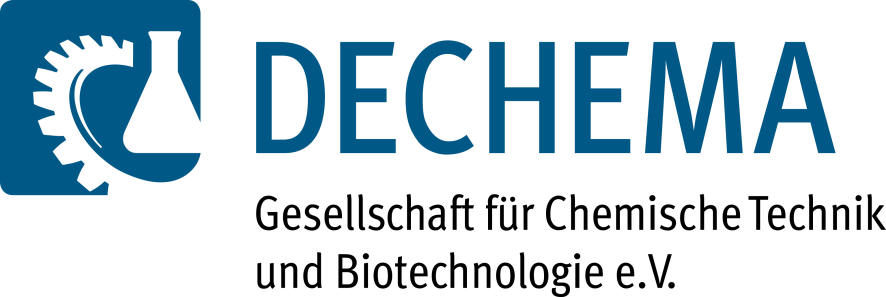 DECHEMA
Gesellschaft für Chemische Technik
und Biotechnologie e.V.